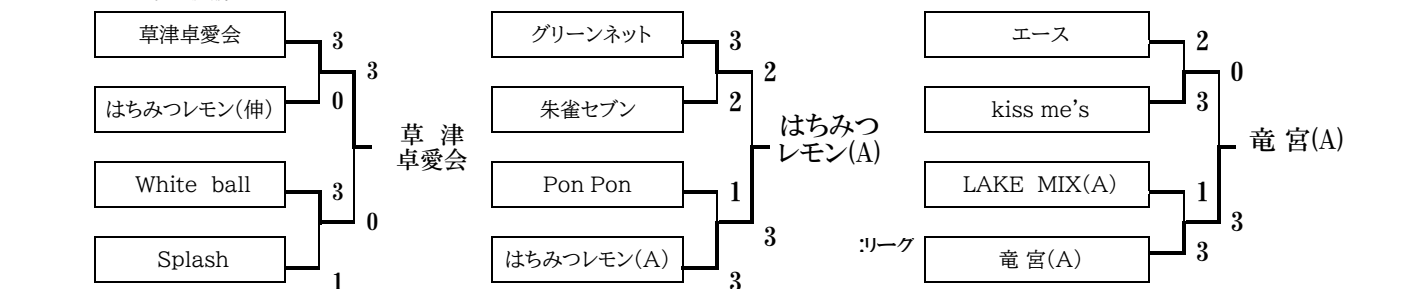 草津卓愛会
3
3
はちみつレモン(伸)
0
草 津
卓愛会
White ball
3
0
Splash
1
グリーンネット
3
2
朱雀セブン
2
はちみつ
レモン(A)
Pon Pon
1
3
はちみつレモン(A)
3
エース
2
0
kiss me's
3
竜 宮(A)
LAKE MIX(A)
1
3
リーグ
竜 宮(A)
3